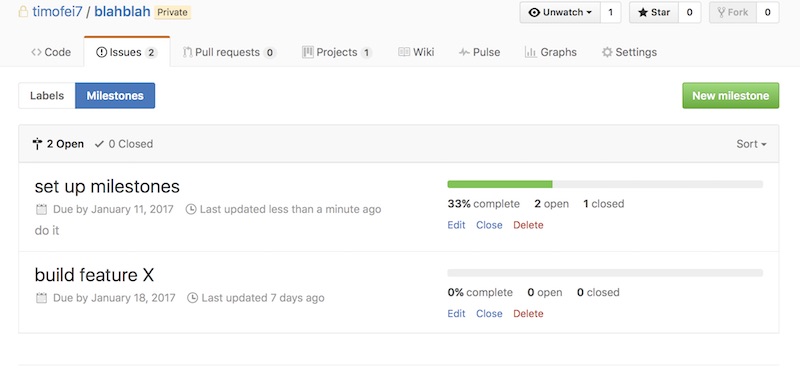 timofei7 / blahblah Private Unwatch 1 Star 0 Fork 0
Code Issues 2 Pull requests 0 Projects 1 Wiki Pulse Graphs Settings
Labels Milestones New milestone
2 Open 0 Closed Sort
set up milestones
Due by January 11, 2017 Last updated less than a minute ago
do it
33% complete 2 open 1 closed
Edit Close Delete
build feature X
Due by January 18, 2017 Last updated 7 days ago
0% complete 0 open 0 closed
Edit Close Delete